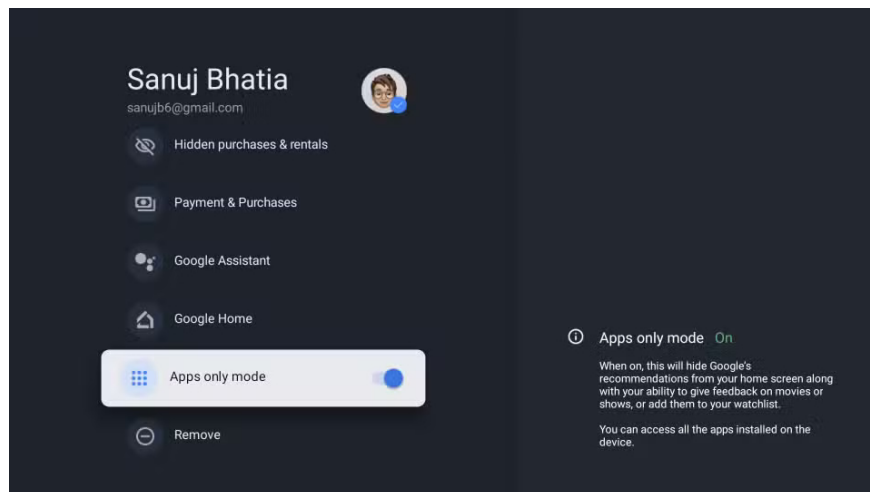 Sanuj Bhatia
sanujb6@gmail.com
Hidden purchases & rentals
Payment & Purchases
Google Assistant
Google Home
Apps only mode
Remove
Apps only mode On
When on, this will hide Google's
recommendations from your home screen along
with your ability to give feedback on movies or
shows, or add them to your watchlist.
You can access all the apps installed on the
device.